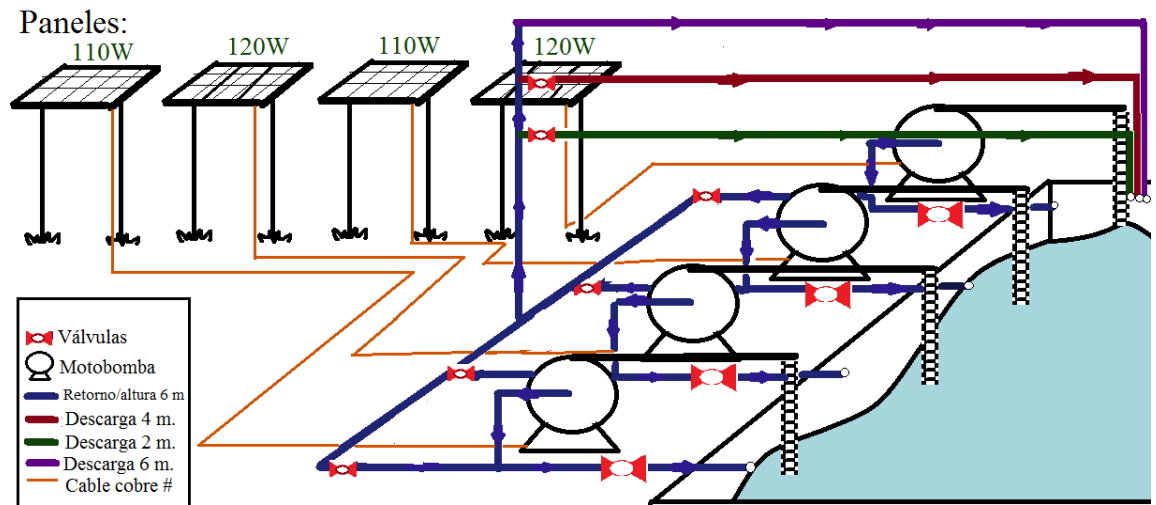 Paneles:
110W
120W
110W
120W
Válvulas
Motobomba
Retorno/altura 6 m
Descarga 4 m.
Descarga 2 m.
Descarga 6 m.
Cable cobre #